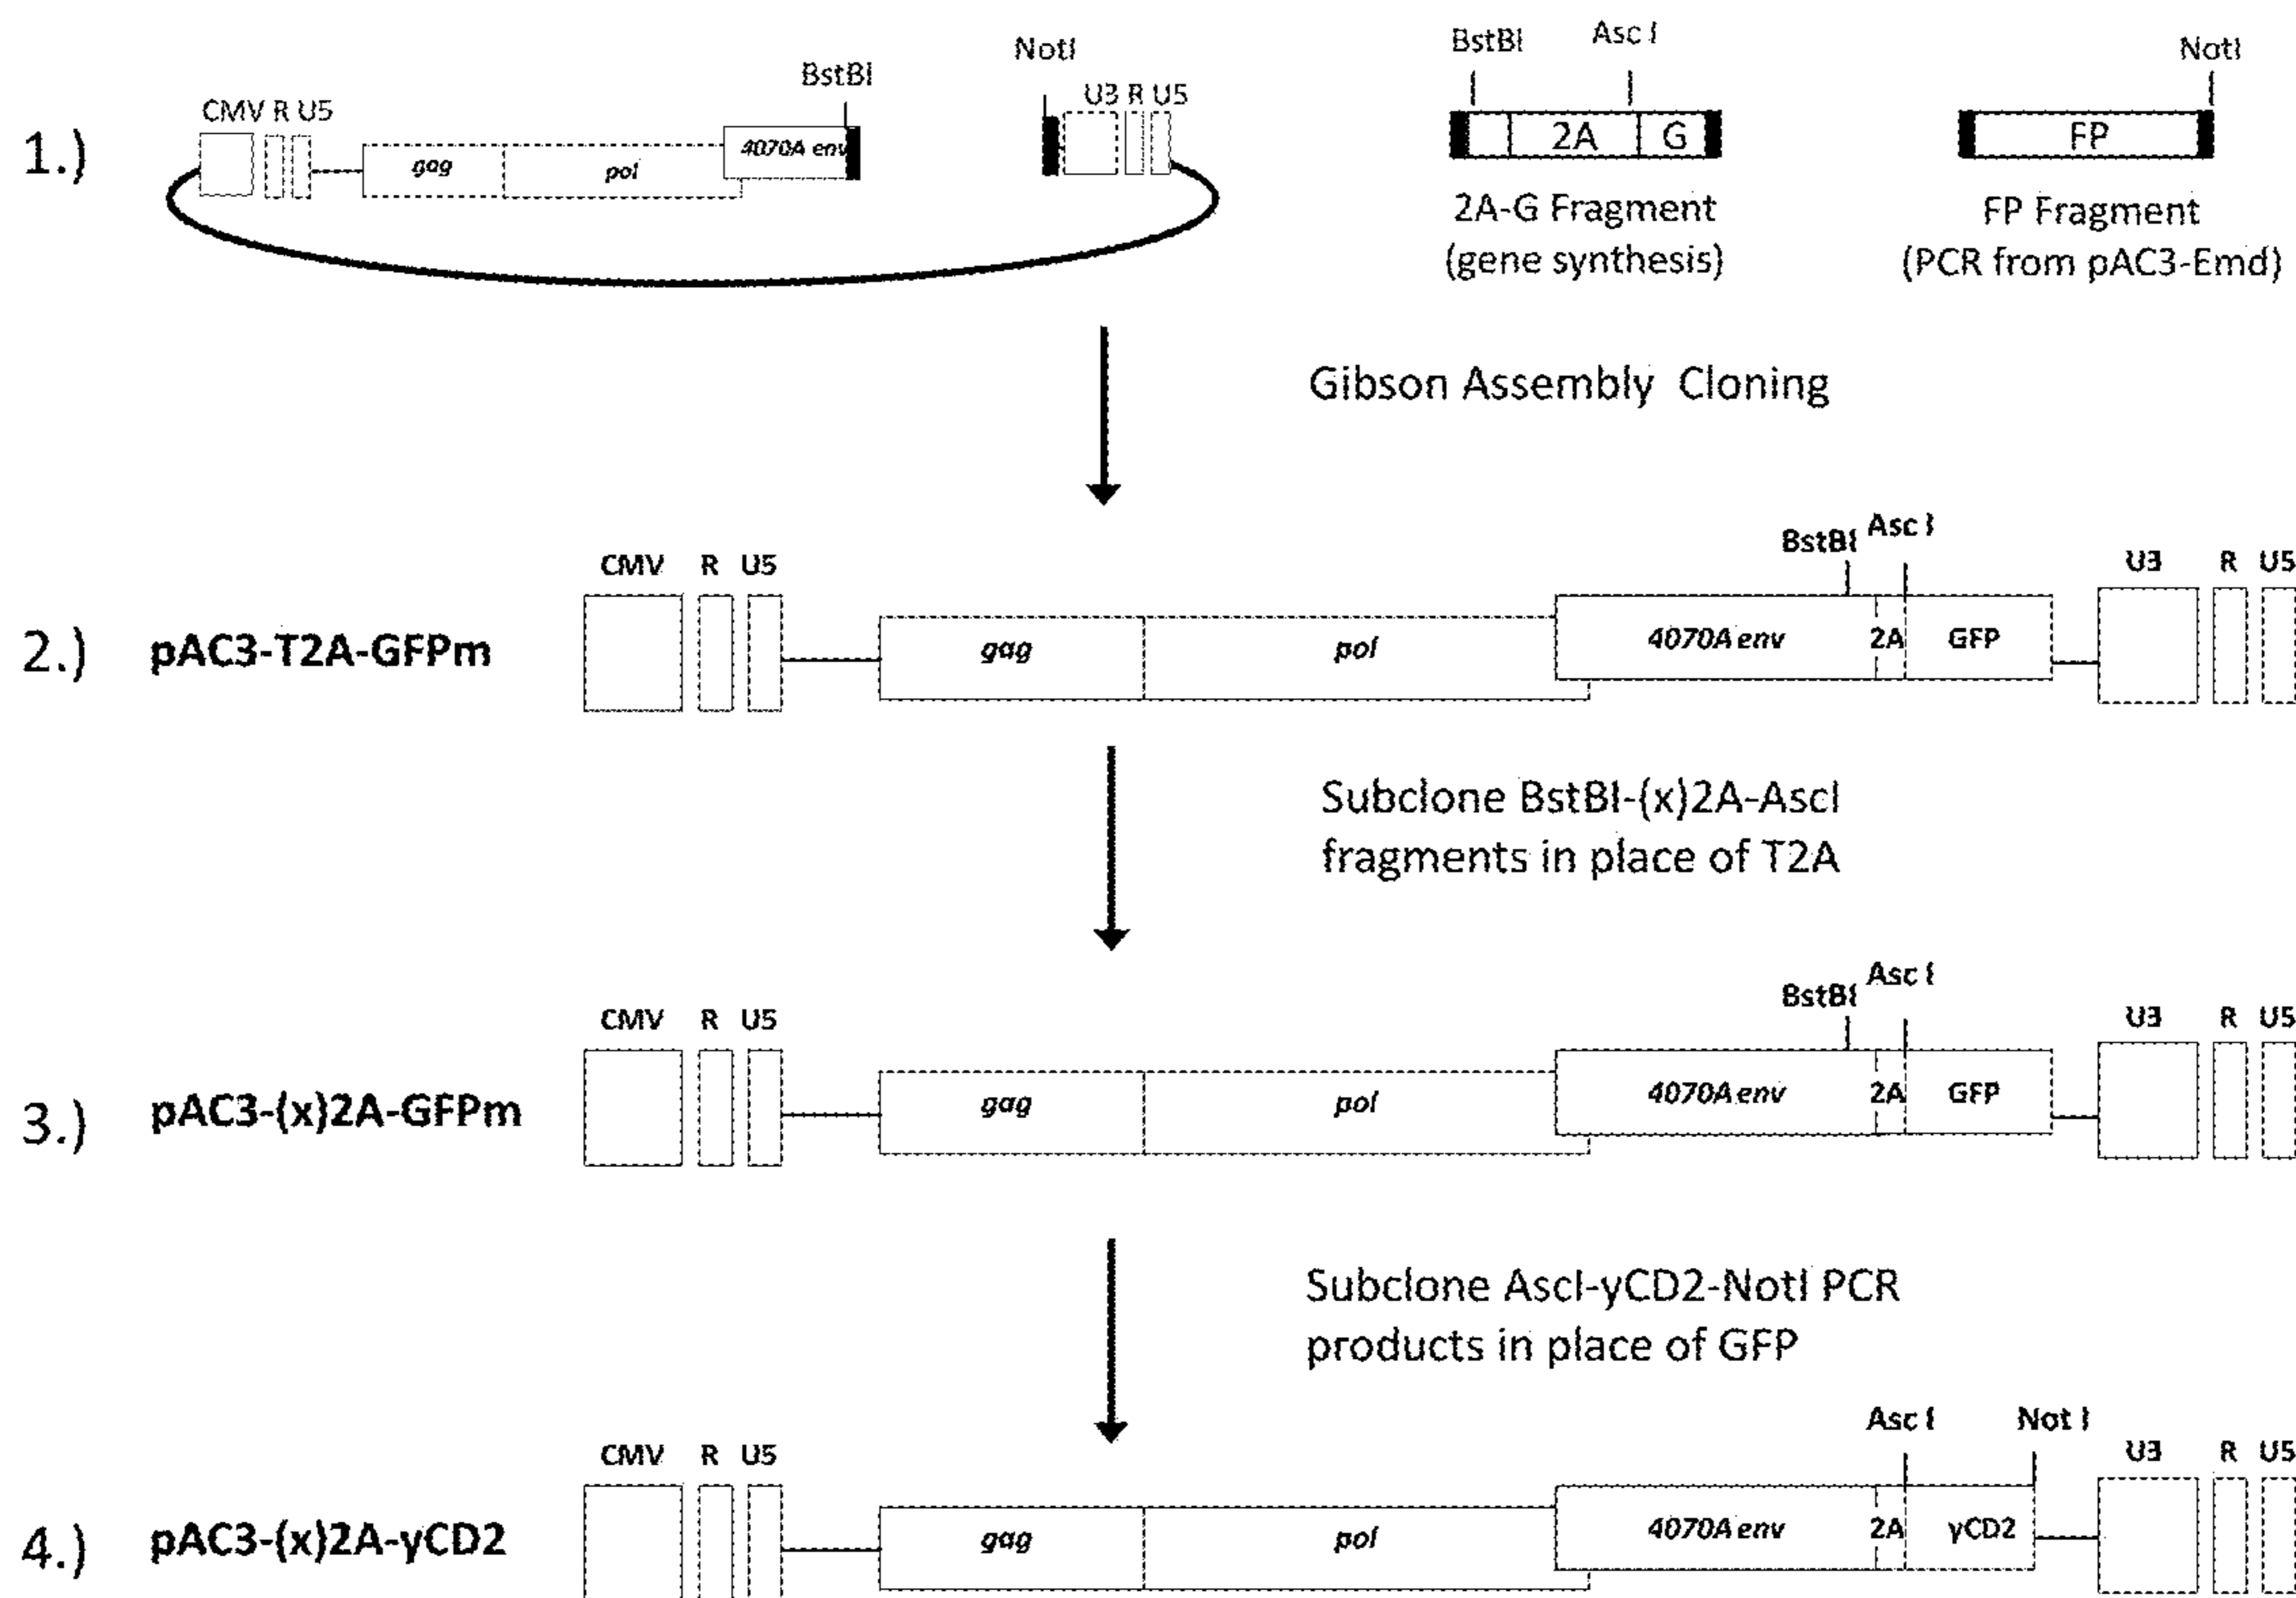 1.)
CMV R U5
gag
pol
4070A env
BstBI
NotI
U3 R U5
BstBI
Asc I
2A
G
2A-G Fragment
(gene synthesis)
NotI
FP
FP Fragment
(PCR from pAC3-Emd)
Gibson Assembly Cloning
2.)
pAC3-T2A-GFPm
CMV R U5
gag
pol
4070A env
BstBI
Asc I
2A
GFP
U3 R U5
Subclone BstBI-(x)2A-AscI
fragments in place of T2A
3.)
pAC3-(x)2A-GFPm
CMV R U5
gag
pol
4070A env
BstBI
Asc I
2A
GFP
U3 R U5
Subclone AscI-yCD2-NotI PCR
products in place of GFP
4.)
pAC3-(x)2A-yCD2
CMV R U5
gag
pol
4070A env
Asc I
Not I
2A
yCD2
U3 R U5